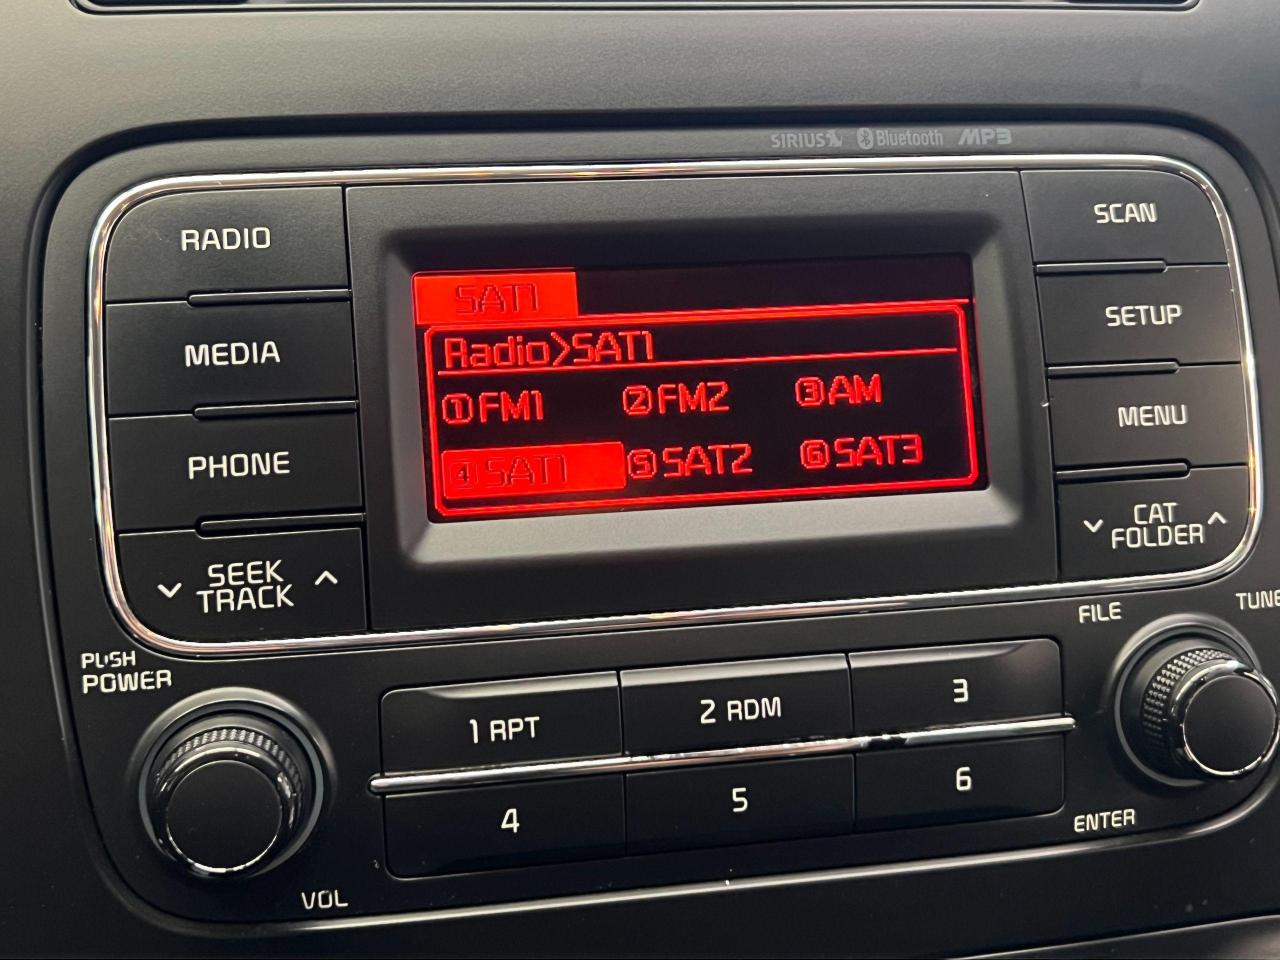 SIRIUS Bluetooth MP3
RADIO
MEDIA
PHONE
SEEK
TRACK
SAT1
Radio>SAT1
①FM1 ②FM2 ③AM
④SAT1 ⑤SAT2 ⑥SAT3
SCAN
SETUP
MENU
CAT
FOLDER
PUSH
POWER
VOL
1 RPT
2 RDM
3
4
5
6
FILE
TUNE
ENTER